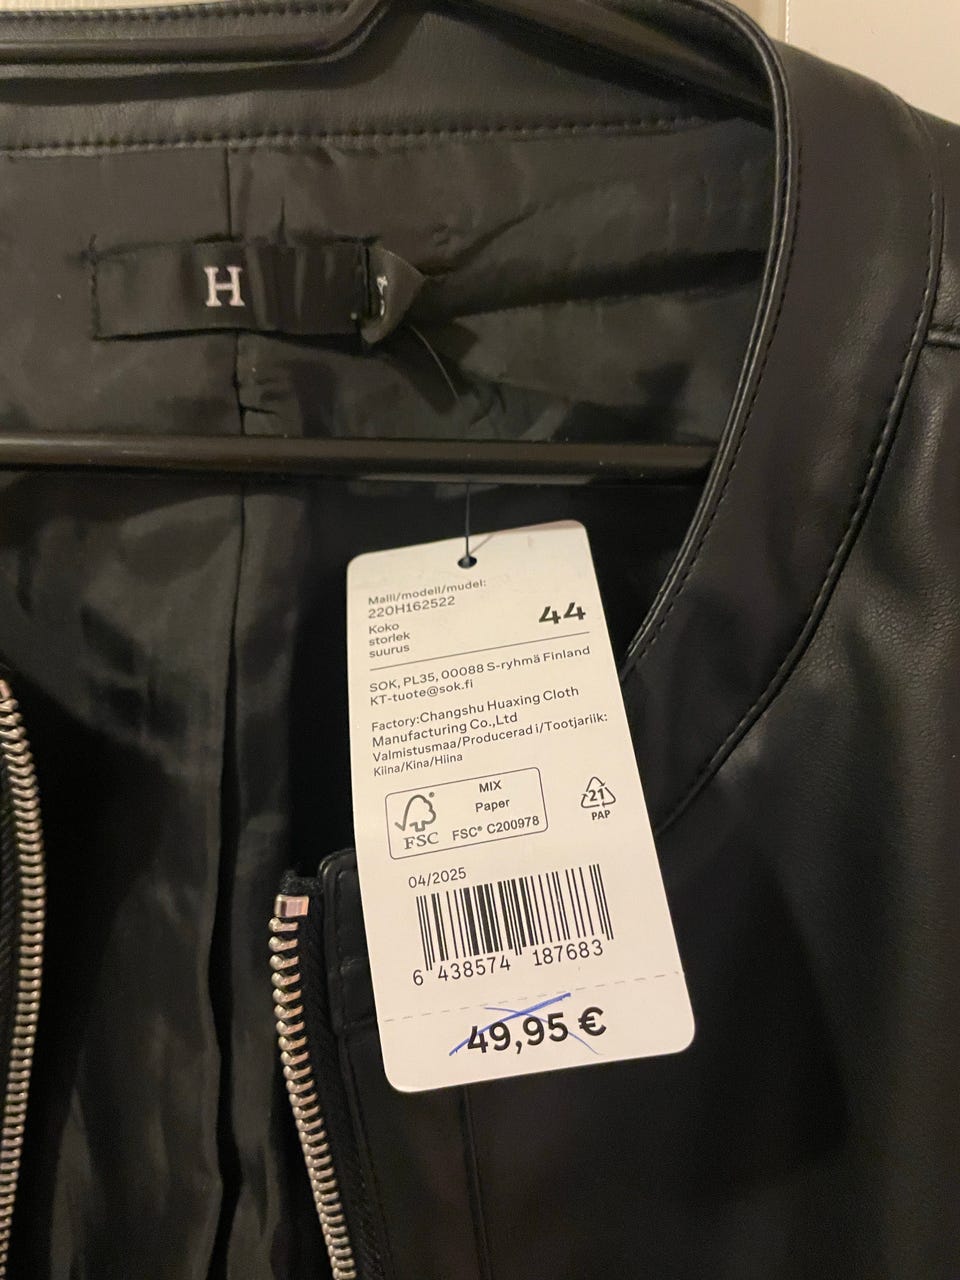 H
Malli/modell/mudel:
220H162522
Koko
storlek
suurus
44
SOK, PL35, 00088 S-ryhmä Finland
KT-tuote@sok.fi
Factory:Changshu Huaxing Cloth
Manufacturing Co.,Ltd
Valmistusmaa/Producerad i/Tootjariik:
Kiina/Kina/Hiina
MIX
Paper
FSC
FSC® C200978
21
PAP
04/2025
6 438574 187683
49,95 €